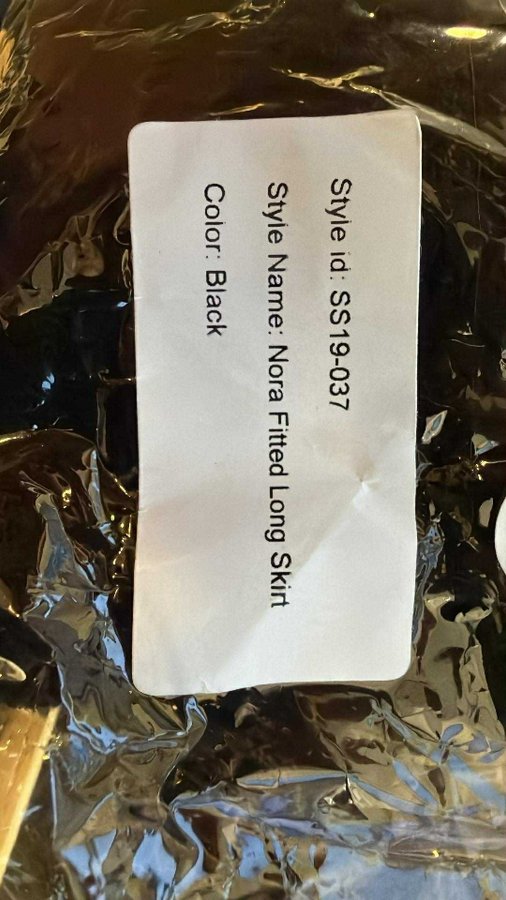 Style id: SS19-037
Style Name: Nora Fitted Long Skirt
Color: Black